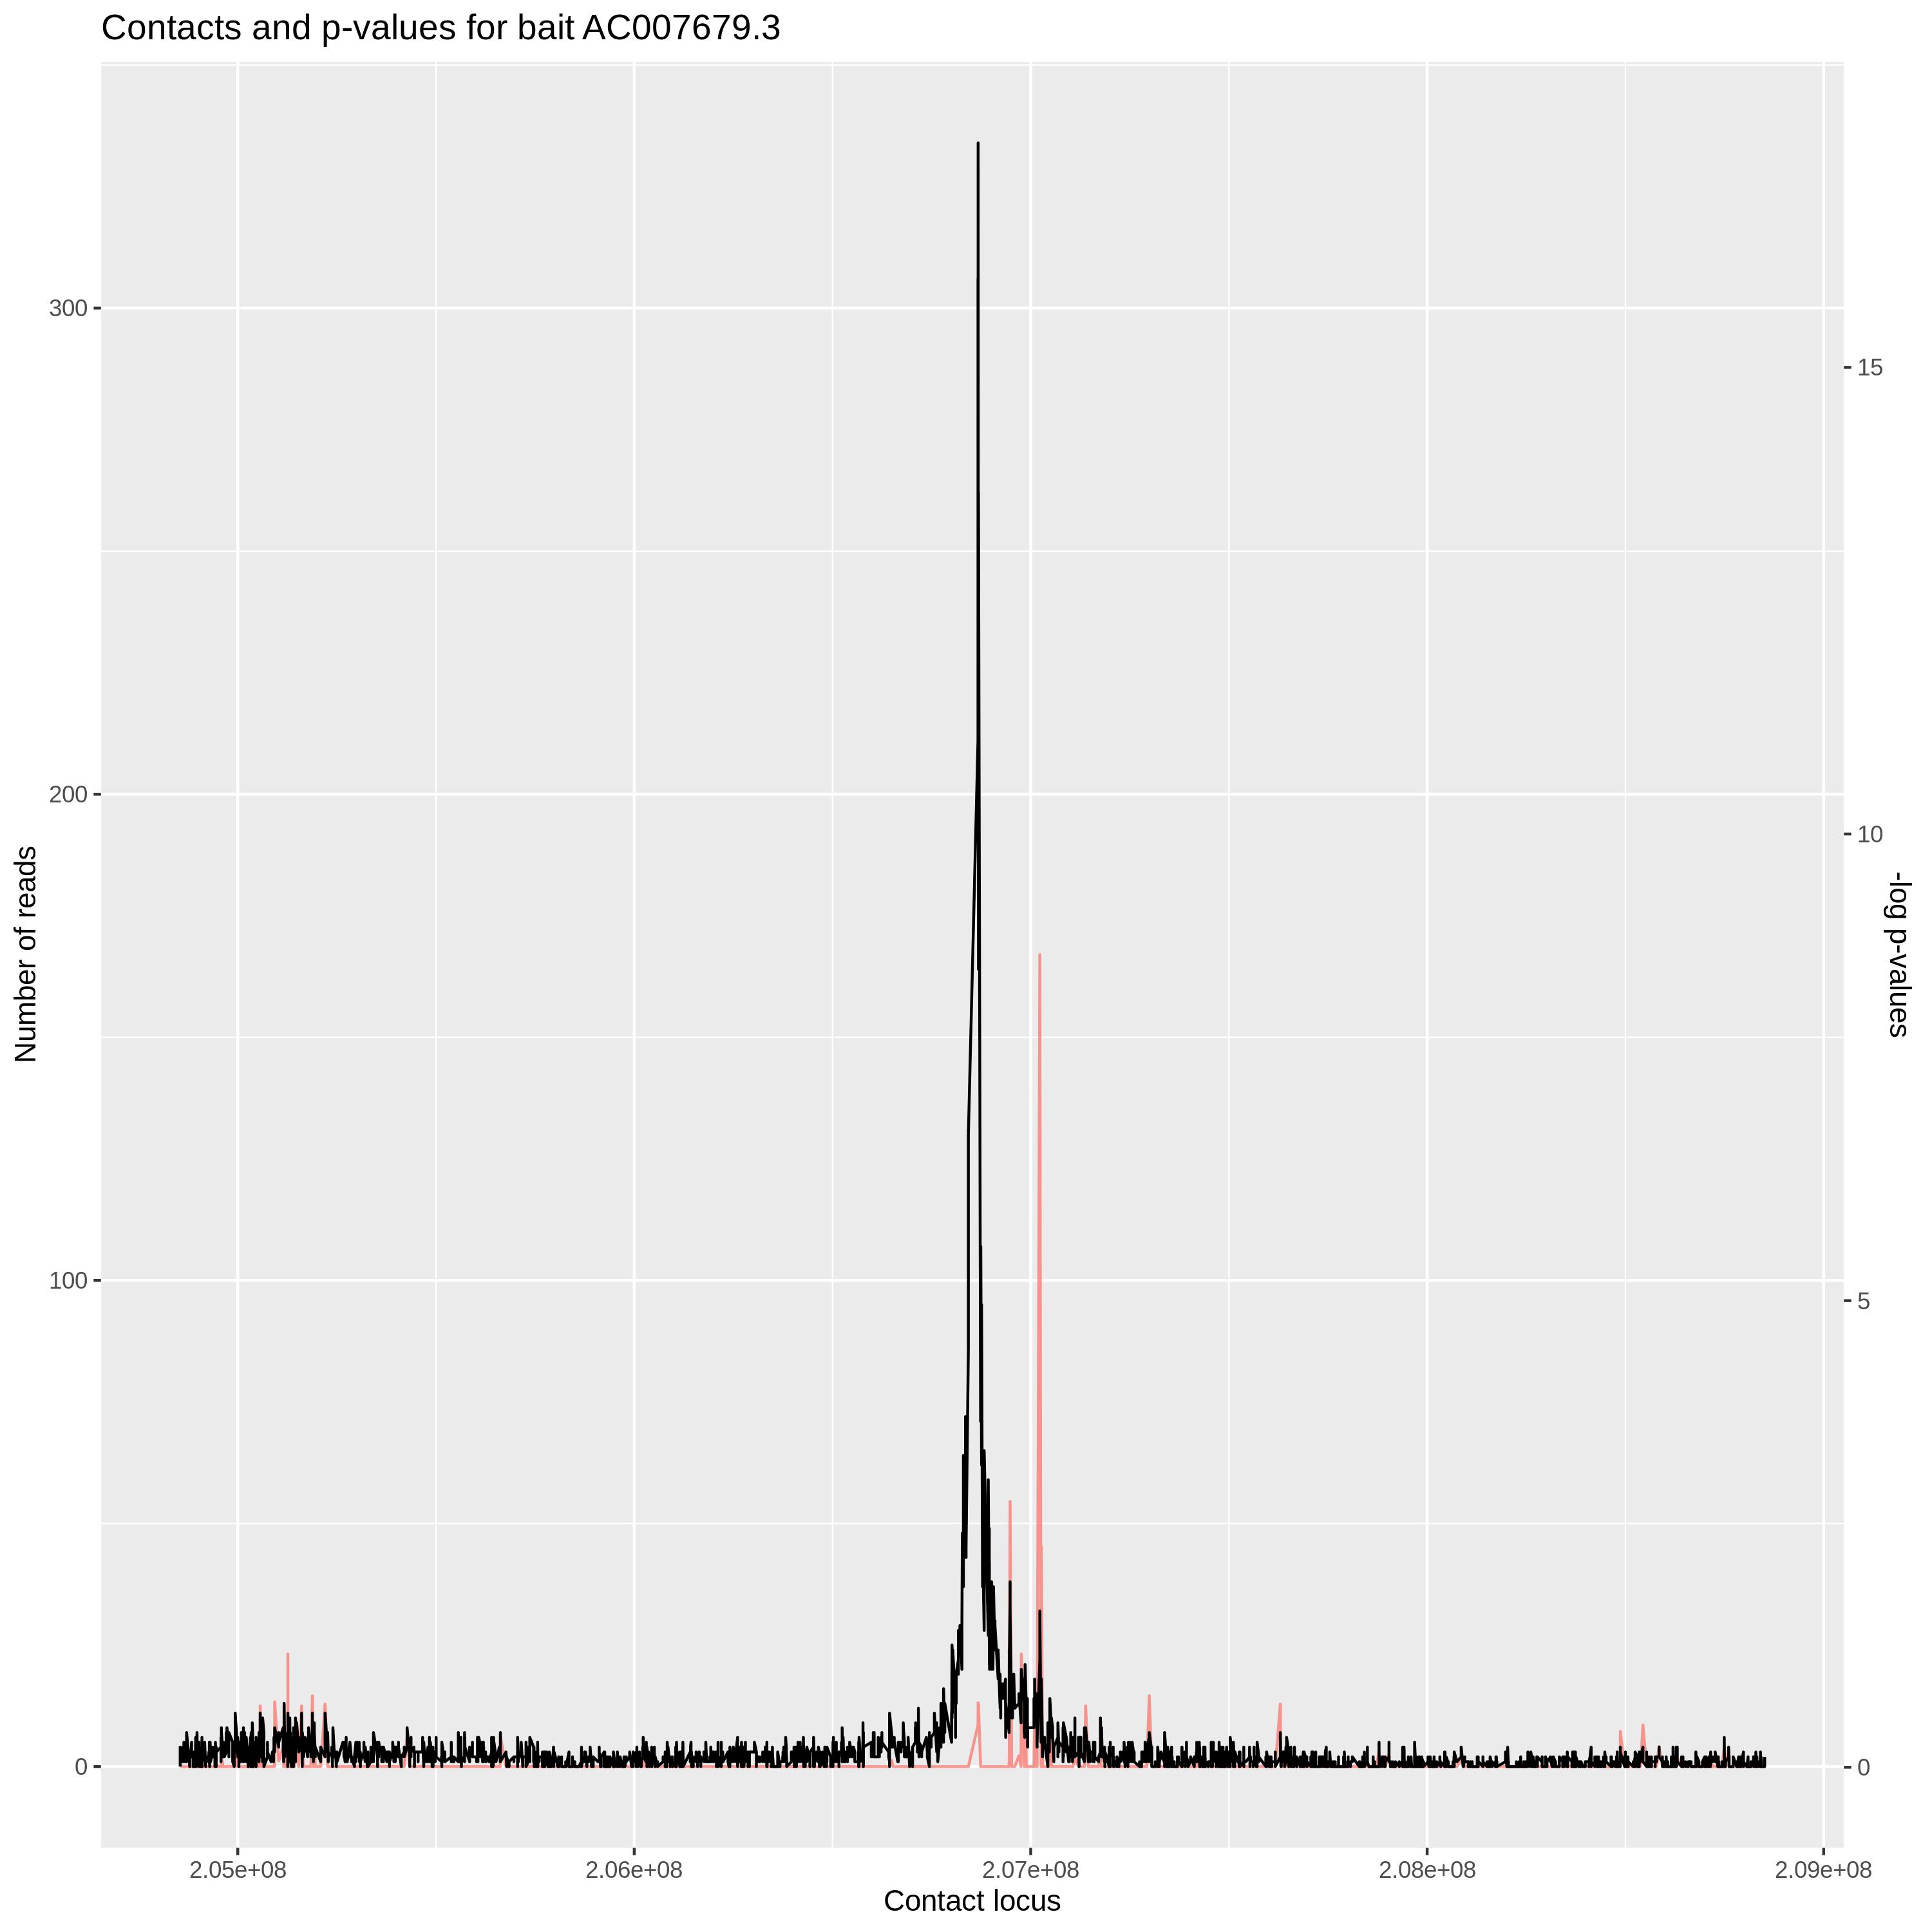 Contacts and p-values for bait AC007679.3
Number of reads
300
200
100
0
15
10
5
0
-log p-values
2.05e+08
2.06e+08
2.07e+08
2.08e+08
2.09e+08
Contact locus